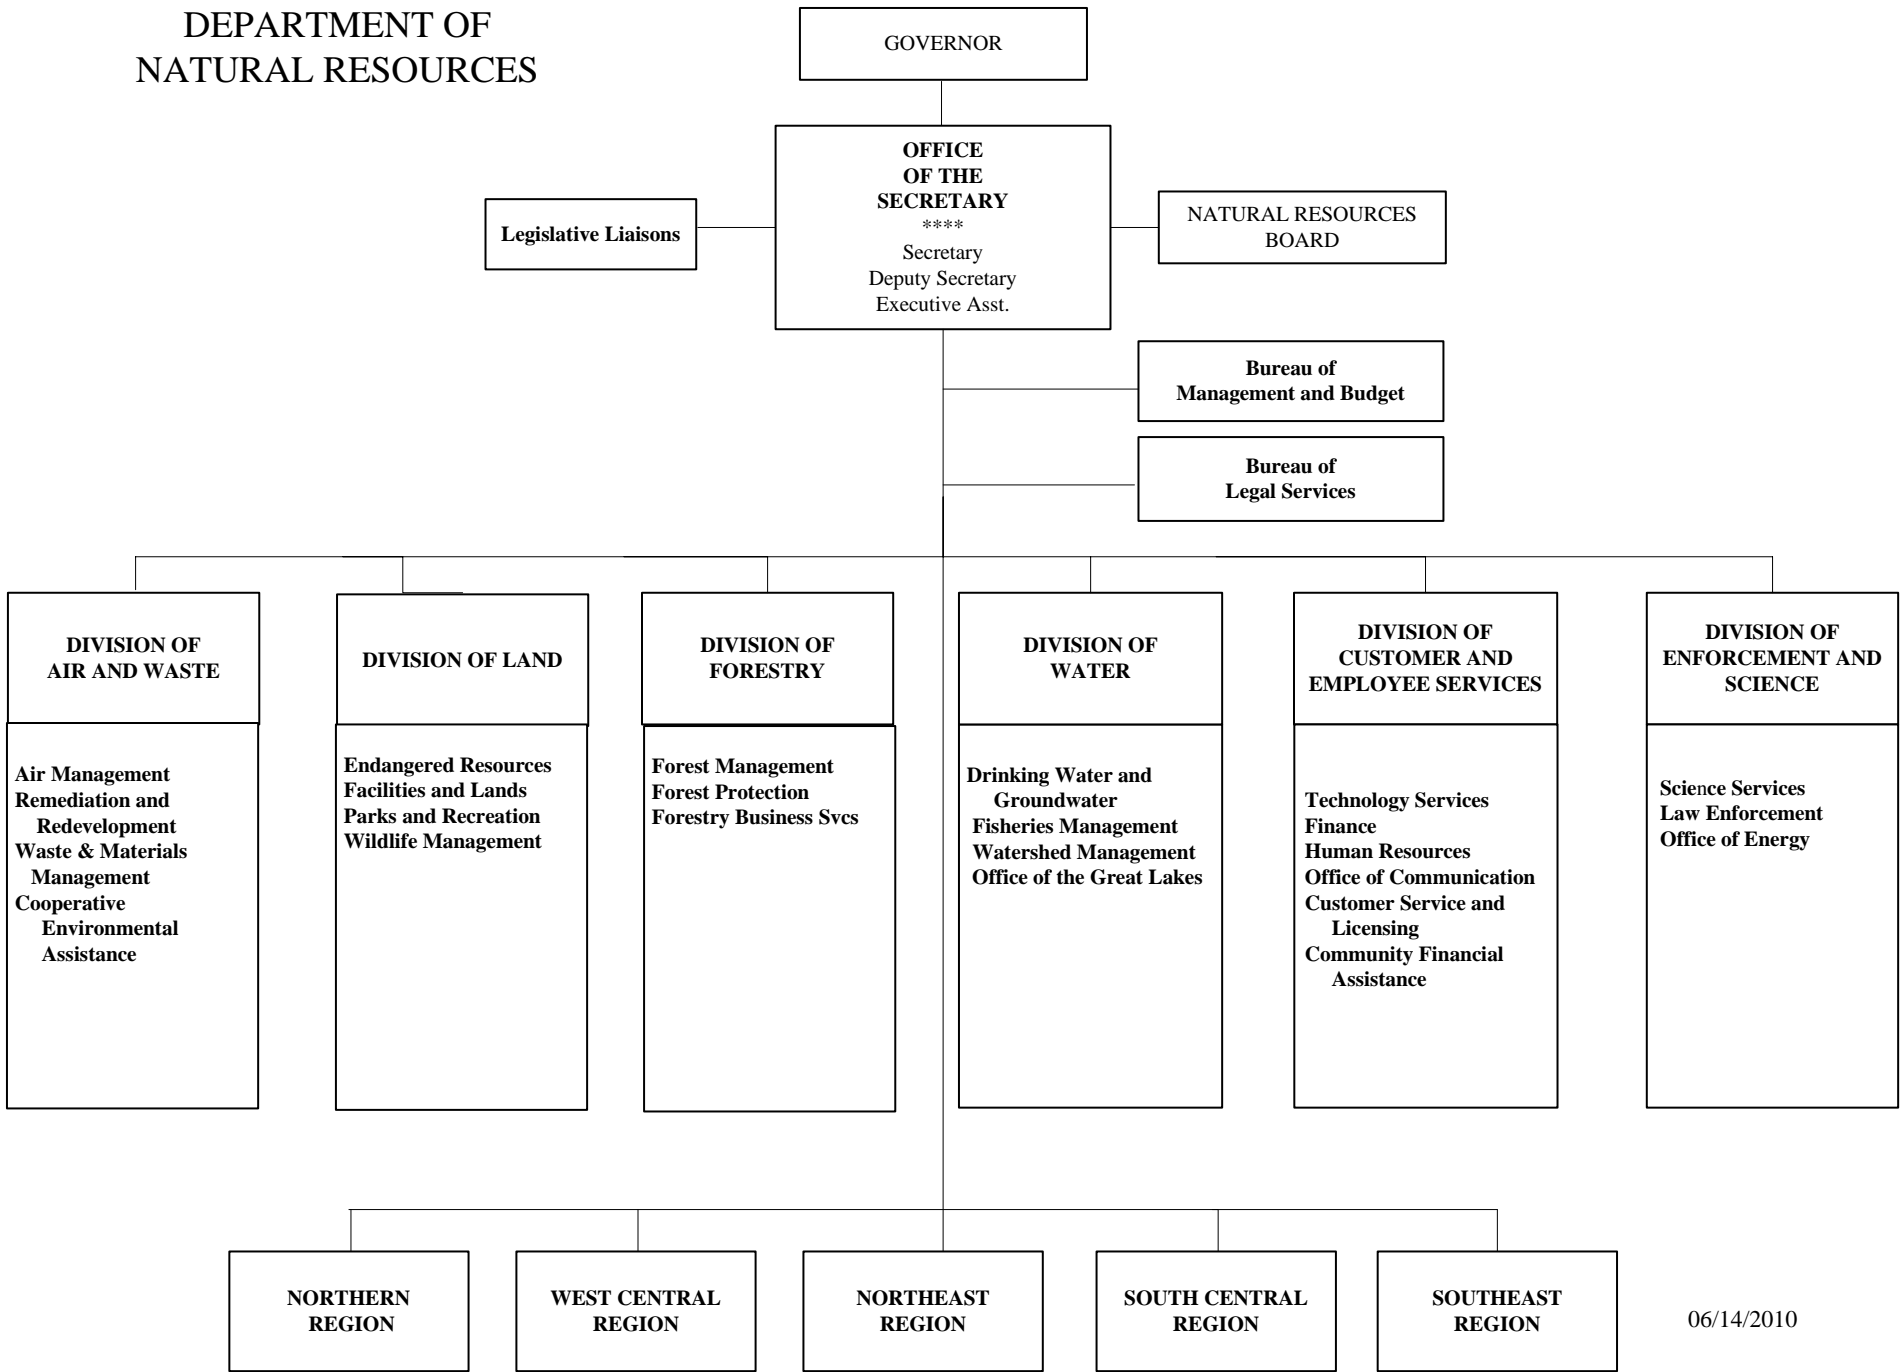 DEPARTMENT OF
NATURAL RESOURCES
GOVERNOR
OFFICE
OF THE
SECRETARY
****
Secretary
Deputy Secretary
Executive Asst.
Legislative Liaisons
NATURAL RESOURCES
BOARD
Bureau of
Management and Budget
Bureau of
Legal Services
DIVISION OF
AIR AND WASTE
Air Management
Remediation and
Redevelopment
Waste & Materials
Management
Cooperative
Environmental
Assistance
DIVISION OF LAND
Endangered Resources
Facilities and Lands
Parks and Recreation
Wildlife Management
DIVISION OF
FORESTRY
Forest Management
Forest Protection
Forestry Business Svcs
DIVISION OF
WATER
Drinking Water and
Groundwater
Fisheries Management
Watershed Management
Office of the Great Lakes
DIVISION OF
CUSTOMER AND
EMPLOYEE SERVICES
Technology Services
Finance
Human Resources
Office of Communication
Customer Service and
Licensing
Community Financial
Assistance
DIVISION OF
ENFORCEMENT AND
SCIENCE
Science Services
Law Enforcement
Office of Energy
NORTHERN
REGION
WEST CENTRAL
REGION
NORTHEAST
REGION
SOUTH CENTRAL
REGION
SOUTHEAST
REGION
06/14/2010